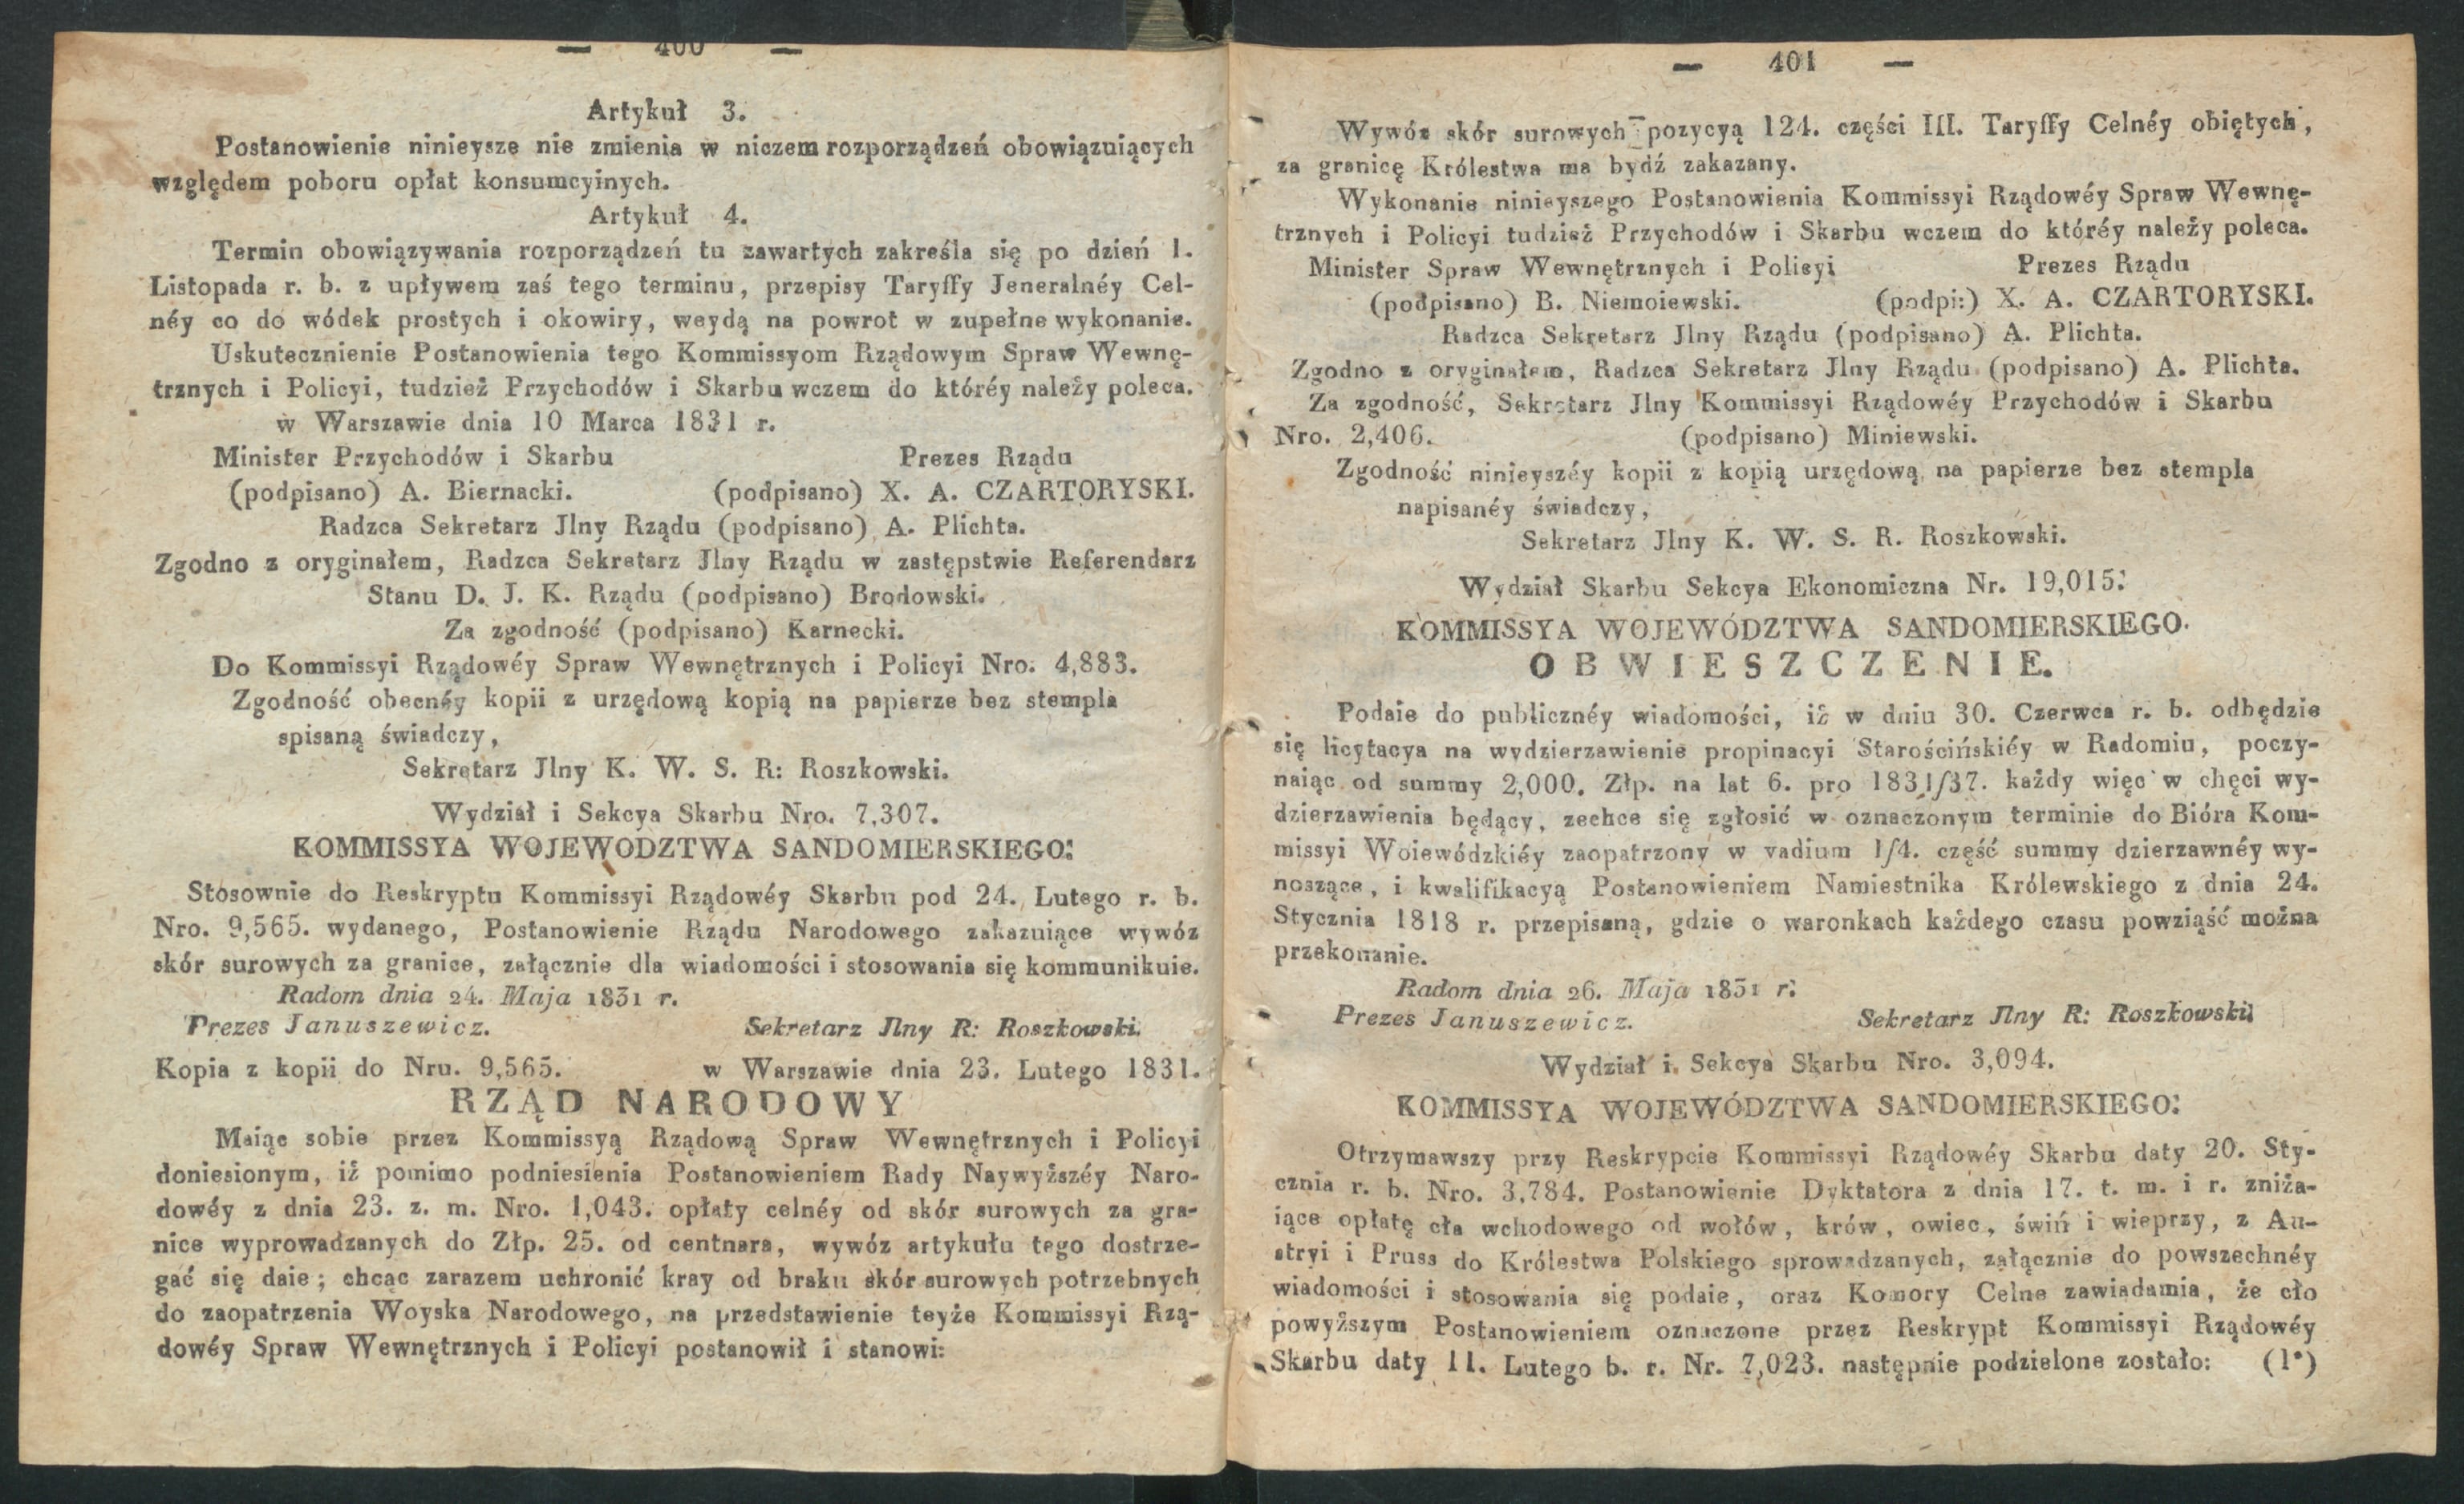 — 400 —
Artykuł 3.
Postanowienie ninieysze nie zmienia w niczem rozporządzeń obowiązuiących
względem poboru opłat konsumcyinych.
Artykuł 4.
Termin obowiązywania rozporządzeń tu zawartych zakreśla się po dzień 1.
Listopada r. b. z upływem zaś tego terminu, przepisy Taryffy Jeneralnéy Cel-
néy co do wódek prostych i okowiry, weydą na powrot w zupełne wykonanie.
Uskutecznienie Postanowienia tego Kommissyom Rządowym Spraw Wewnę-
trznych i Policyi, tudzież Przychodów i Skarbu wczem do któréy należy poleca.
w Warszawie dnia 10 Marca 1831 r.
Minister Przychodów i Skarbu Prezes Rządu
(podpisano) A. Biernacki. (podpisano) X. A. CZARTORYSKI.
Radzca Sekretarz Jlny Rządu (podpisano) A. Plichta.
Zgodno z oryginałem, Radzca Sekretarz Jlny Rządu w zastępstwie Referendarz
Stanu D. J. K. Rządu (podpisano) Brodowski.
Za zgodność (podpisano) Karnecki.
Do Kommissyi Rządowéy Spraw Wewnętrznych i Policyi Nro. 4,883.
Zgodność obecnéy kopii z urzędową kopią na papierze bez stempla
spisaną świadczy,
Sekretarz Jlny K. W. S. R: Roszkowski.
Wydział i Sekcya Skarbu Nro. 7,307.
KOMMISSYA WOJEWODZTWA SANDOMIERSKIEGO:
Stosownie do Reskryptu Kommissyi Rządowéy Skarbu pod 24. Lutego r. b.
Nro. 9,565. wydanego, Postanowienie Rządu Narodowego zakazuiące wywóz
skór surowych za granice, załącznie dla wiadomości i stosowania się kommunikuie.
Radom dnia 24. Maja 1831 r.
Prezes Januszewicz. Sekretarz Jlny R: Roszkowski.
Kopia z kopii do Nru. 9,565. w Warszawie dnia 23. Lutego 1831.
RZĄD NARODOWY
Maiąc sobie przez Kommissyą Rządową Spraw Wewnętrznych i Policyi
doniesionym, iż pomimo podniesienia Postanowieniem Rady Naywyższéy Naro-
dowéy z dnia 23. z. m. Nro. 1,043. opłaty celnéy od skór surowych za gra-
nice wyprowadzanych do Złp. 25. od centnara, wywóz artykułu tego dostrze-
gać się daie; chcąc zarazem uchronić kray od braku skór surowych potrzebnych
do zaopatrzenia Woyska Narodowego, na przedstawienie teyże Kommissyi Rzą-
dowéy Spraw Wewnętrznych i Policyi postanowił i stanowi:
— 401 —
Wywóz skór surowych pozycyą 124. części III. Taryffy Celnéy obiętych,
za granicę Królestwa ma bydź zakazany.
Wykonanie ninieyszego Postanowienia Kommissyi Rządowéy Spraw Wewnę-
trznych i Policyi tudzież Przychodów i Skarbu wczem do któréy należy poleca.
Minister Spraw Wewnętrznych i Policyi Prezes Rządu
(podpisano) B. Niemoiewski. (podpi:) X. A. CZARTORYSKI.
Radzca Sekretarz Jlny Rządu (podpisano) A. Plichta.
Zgodno z oryginałem, Radzca Sekretarz Jlny Rządu (podpisano) A. Plichta.
Za zgodność, Sekretarz Jlny Kommissyi Rządowéy Przychodów i Skarbu
Nro. 2,406. (podpisano) Miniewski.
Zgodność ninieyszéy kopii z kopią urzędową na papierze bez stempla
napisanéy świadczy,
Sekretarz Jlny K. W. S. R. Roszkowski.
Wydział Skarbu Sekcya Ekonomiczna Nr. 19,015:
KOMMISSYA WOJEWÓDZTWA SANDOMIERSKIEGO.
OBWIESZCZENIE.
Podaie do publicznéy wiadomości, iż w dniu 30. Czerwca r. b. odbędzie
się licytacya na wydzierzawienie propinacyi Starościńskiéy w Radomiu, poczy-
naiąc od summy 2,000. Złp. na lat 6. pro 1831/37. każdy więc w chęci wy-
dzierzawienia będący, zechce się zgłosić w oznaczonym terminie do Bióra Kom-
missyi Woiewódzkiéy zaopatrzony w vadium 1/4. część summy dzierzawnéy wy-
noszące, i kwalifikacyą Postanowieniem Namiestnika Królewskiego z dnia 24.
Stycznia 1818 r. przepisaną, gdzie o waronkach każdego czasu powziąść można
przekonanie.
Radom dnia 26. Maja 1831 r.
Prezes Januszewicz. Sekretarz Jlny R: Roszkowski
Wydział i Sekcya Skarbu Nro. 3,094.
KOMMISSYA WOJEWÓDZTWA SANDOMIERSKIEGO:
Otrzymawszy przy Reskrypcie Kommissyi Rządowéy Skarbu daty 20. Sty-
cznia r. b. Nro. 3,784. Postanowienie Dyktatora z dnia 17. t. m. i r. zniża-
iące opłatę cła wchodowego od wołów, krów, owiec, świń i wieprzy, z Au-
stryi i Pruss do Królestwa Polskiego sprowadzanych, załącznie do powszechnéy
wiadomości i stosowania się podaie, oraz Komory Celne zawiadamia, że cło
powyższym Postanowieniem oznaczone przez Reskrypt Kommissyi Rządowéy
Skarbu daty 11. Lutego b. r. Nr. 7,023. następnie podzielone zostało: (1*)